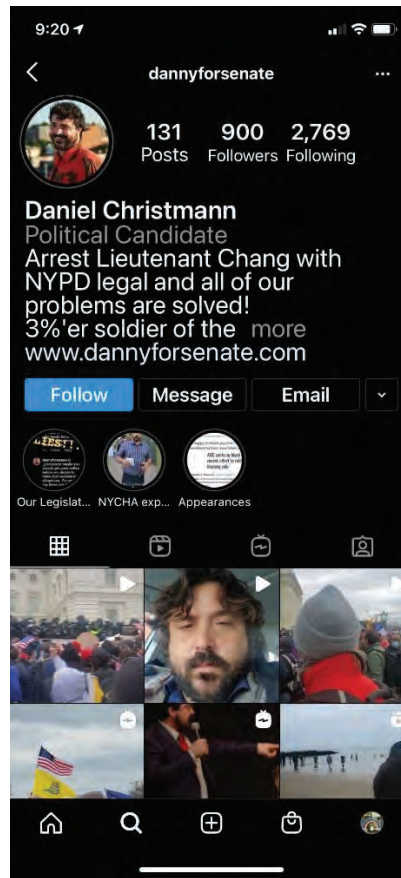 9:20
dannyforsenate
131 900 2,769
Posts Followers Following
Daniel Christmann
Political Candidate
Arrest Lieutenant Chang with
NYPD legal and all of our
problems are solved!
3%'er soldier of the more
www.dannyforsenate.com
Follow Message Email
Our Legislat... NYCHA exp... Appearances